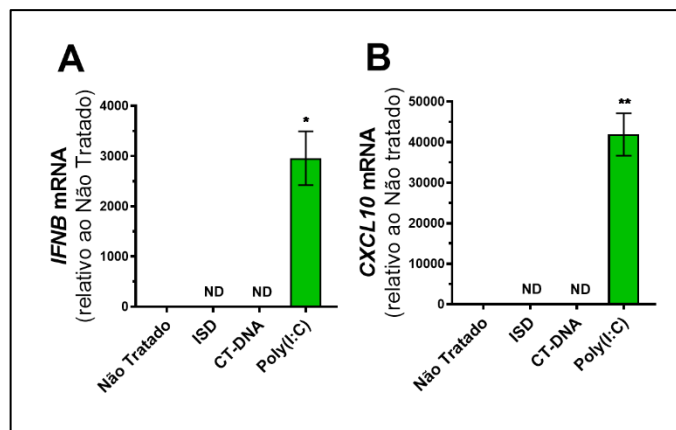 A
IFNB mRNA
(relativo ao Não Tratado)
4000
3000
2000
1000
0
ND
ND
*
Não Tratado
ISD
CT-DNA
Poly(I:C)
B
CXCL10 mRNA
(relativo ao Não tratado)
50000
40000
30000
20000
10000
0
ND
ND
**
Não Tratado
ISD
CT-DNA
Poly(I:C)